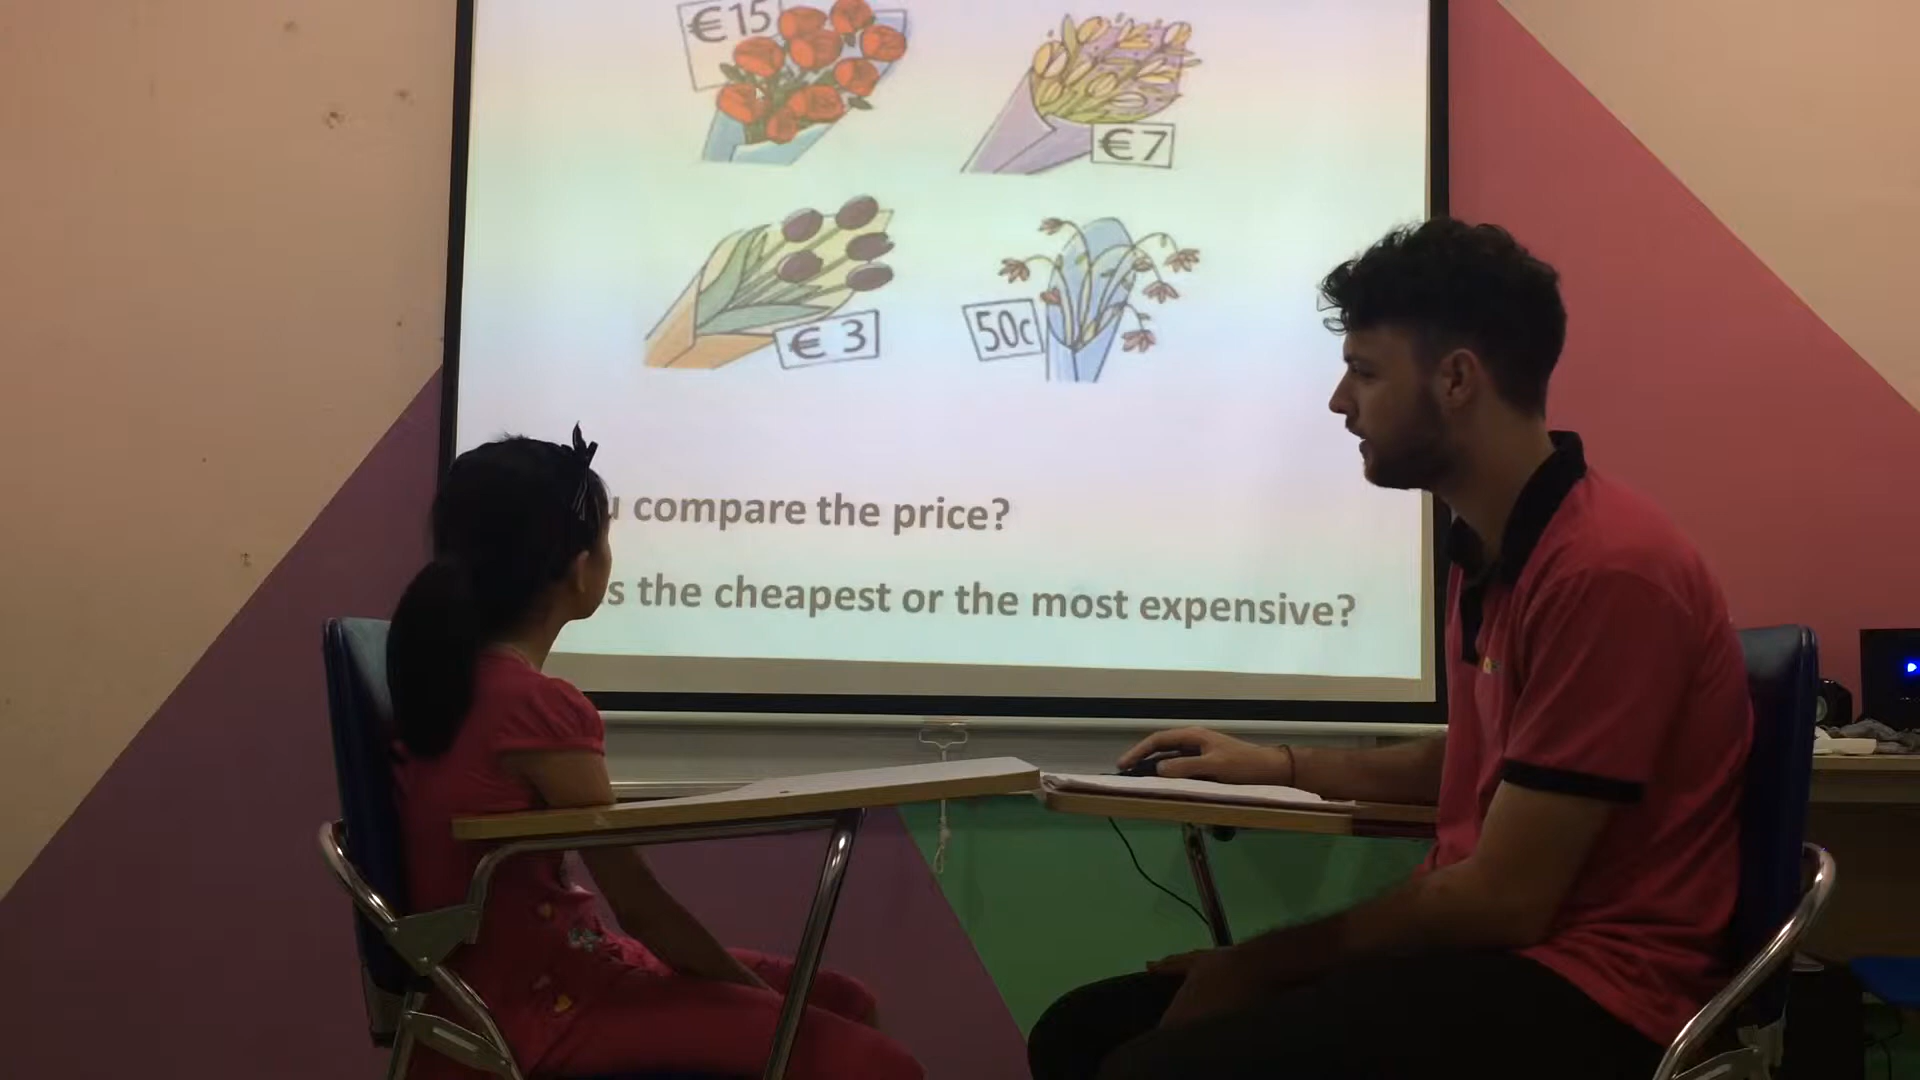 €15
€7
€ 3
50c
compare the price?
the cheapest or the most expensive?